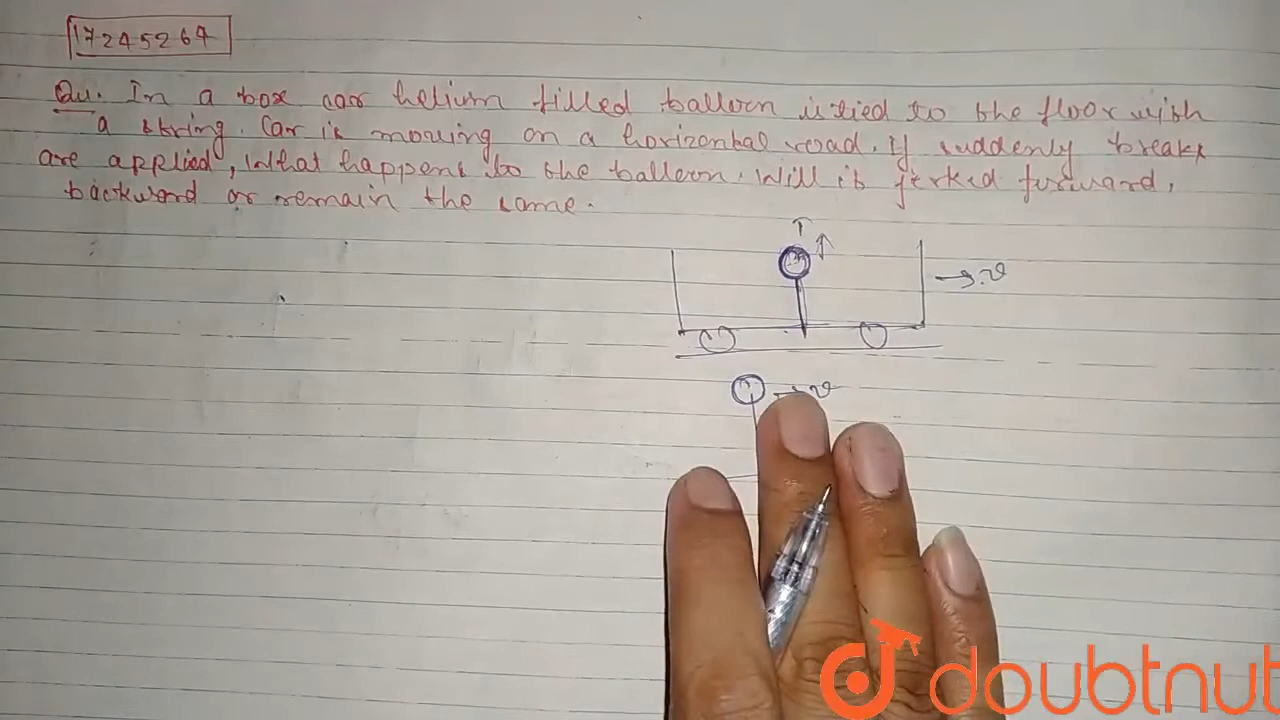 17245264
Qu. In a box car helium filled balloon is tied to the floor with
a string. Car is moving on a horizontal road. If suddenly breaks
are applied, What happens to the balloon. Will it jerked forward,
backward or remain the same.
v
v
doubtnut